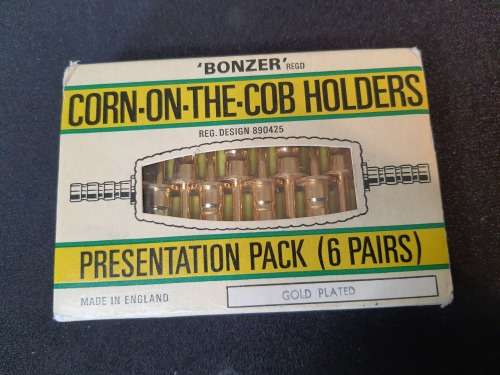 'BONZER' REGD
CORN-ON-THE-COB HOLDERS
REG. DESIGN 890425
PRESENTATION PACK (6 PAIRS)
MADE IN ENGLAND
GOLD PLATED